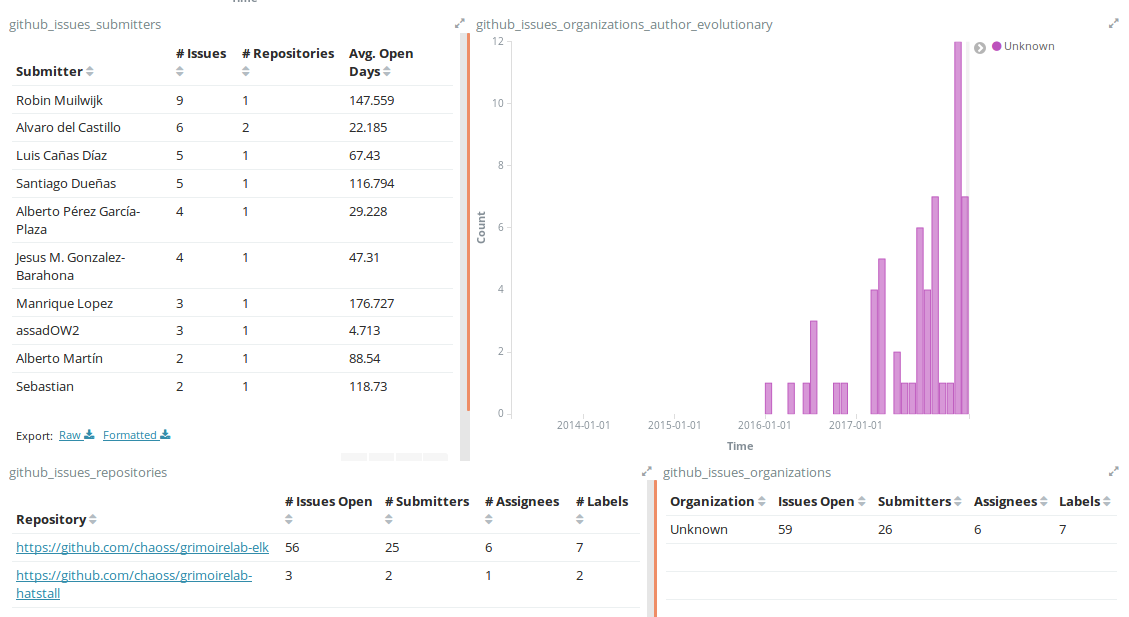 github_issues_submitters
Submitter # Issues # Repositories Avg. Open Days
Robin Muilwijk 9 1 147.559
Alvaro del Castillo 6 2 22.185
Luis Cañas Díaz 5 1 67.43
Santiago Dueñas 5 1 116.794
Alberto Pérez García-
Plaza 4 1 29.228
Jesus M. Gonzalez-
Barahona 4 1 47.31
Manrique Lopez 3 1 176.727
assadOW2 3 1 4.713
Alberto Martín 2 1 88.54
Sebastian 2 1 118.73
Export: Raw Formatted
github_issues_organizations_author_evolutionary
Unknown
Count
12
10
8
6
4
2
0
2014-01-01 2015-01-01 2016-01-01 2017-01-01
Time
github_issues_repositories
Repository # Issues Open # Submitters # Assignees # Labels
https://github.com/chaoss/grimoirelab-elk 56 25 6 7
https://github.com/chaoss/grimoirelab-
hatstall 3 2 1 2
github_issues_organizations
Organization Issues Open Submitters Assignees Labels
Unknown 59 26 6 7